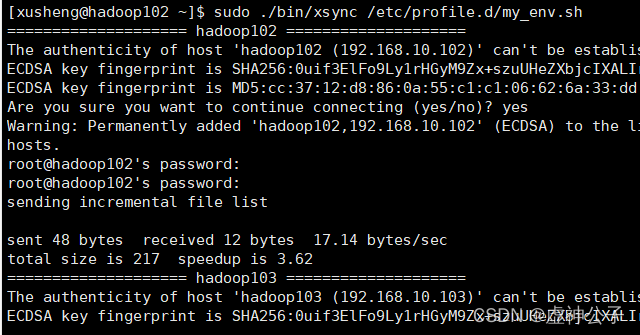 [xusheng@hadoop102 ~]$ sudo ./bin/xsync /etc/profile.d/my_env.sh
==================== hadoop102 ====================
The authenticity of host 'hadoop102 (192.168.10.102)' can't be establis
ECDSA key fingerprint is SHA256:0uif3ElFo9Ly1rHGyM9Zx+szuUHeZXbjcIXALI
ECDSA key fingerprint is MD5:cc:37:12:d8:86:0a:55:c1:c1:06:62:6a:33:dd
Are you sure you want to continue connecting (yes/no)? yes
Warning: Permanently added 'hadoop102,192.168.10.102' (ECDSA) to the li
hosts.
root@hadoop102's password:
root@hadoop102's password:
sending incremental file list
sent 48 bytes  received 12 bytes  17.14 bytes/sec
total size is 217  speedup is 3.62
==================== hadoop103 ====================
The authenticity of host 'hadoop103 (192.168.10.103)' can't be establis
ECDSA key fingerprint is SHA256:0uif3ElFo9Ly1rHGyM9Zx+szuUHeZXbjcIXALI
CSDN @虚神公子